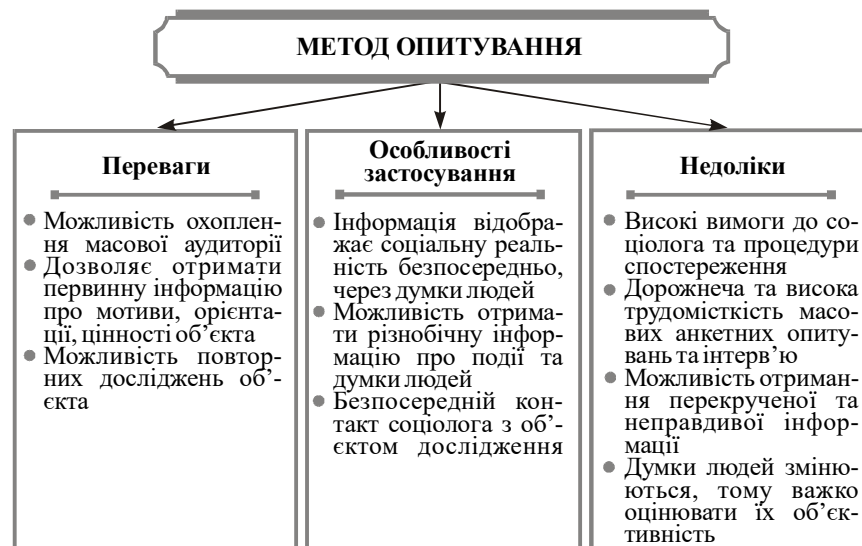 МЕТОД ОПИТУВАННЯ
Переваги
Можливість охоплен-
ня масової аудиторії
Дозволяє отримати
первинну інформацію
про мотиви, орієнта-
ції, цінності об’єкта
Можливість повтор-
них досліджень об’-
єкта
Особливості
застосування
Інформація відобра-
жає соціальну реаль-
ність безпосередньо,
через думки людей
Можливість отрима-
ти різнобічну інфор-
мацію про події та
думки людей
Безпосередній кон-
такт соціолога з об’-
єктом дослідження
Недоліки
Високі вимоги до со-
ціолога та процедури
спостереження
Дорожнеча та висока
трудомісткість масо-
вих анкетних опиту-
вань та інтерв’ю
Можливість отриман-
ня перекрученої та
неправдивої інфор-
мації
Думки людей змiню-
ються, тому важко
оцінювати їх об’єк-
тивність